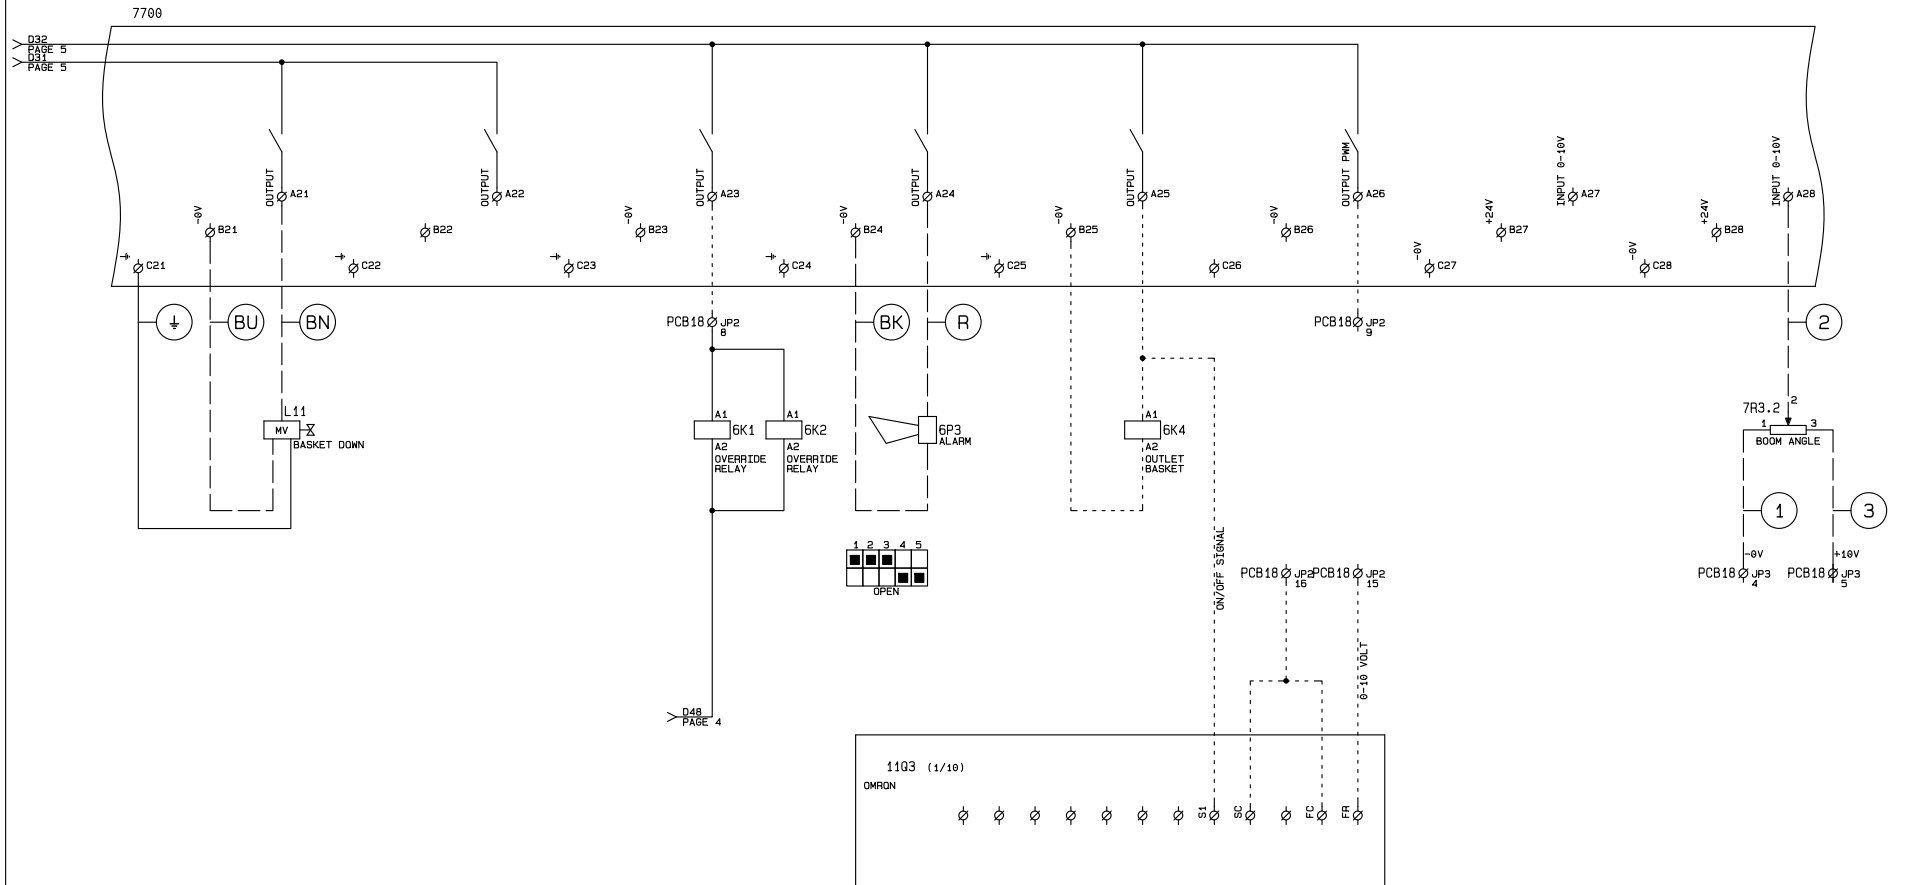 7700
D32
PAGE 5
D31
PAGE 5
OUTPUT
A21
OUTPUT
A22
OUTPUT
A23
OUTPUT
A24
OUTPUT
A25
OUTPUT PWM
A26
INPUT 0-10V
A27
INPUT 0-10V
A28
-0V
B21
B22
-0V
B23
-0V
B24
-0V
B25
-0V
B26
+24V
B27
+24V
B28
C21
C22
C23
C24
C25
C26
-0V
C27
-0V
C28
BU
BN
PCB18 JP2
8
BK
R
PCB18 JP2
9
2
L11
MV
BASKET DOWN
A1
6K1
A2
OVERRIDE
RELAY
A1
6K2
A2
OVERRIDE
RELAY
6P3
ALARM
A1
6K4
A2
OUTLET
BASKET
7R3.2
2
1
3
BOOM ANGLE
1
3
1 2 3 4 5
OPEN
ON/OFF SIGNAL
PCB18 JP2
16
PCB18 JP2
15
0-10 VOLT
-0V
PCB18 JP3
4
+10V
PCB18 JP3
5
D48
PAGE 4
11Q3 (1/10)
OMRON
S1
SC
FC
FR